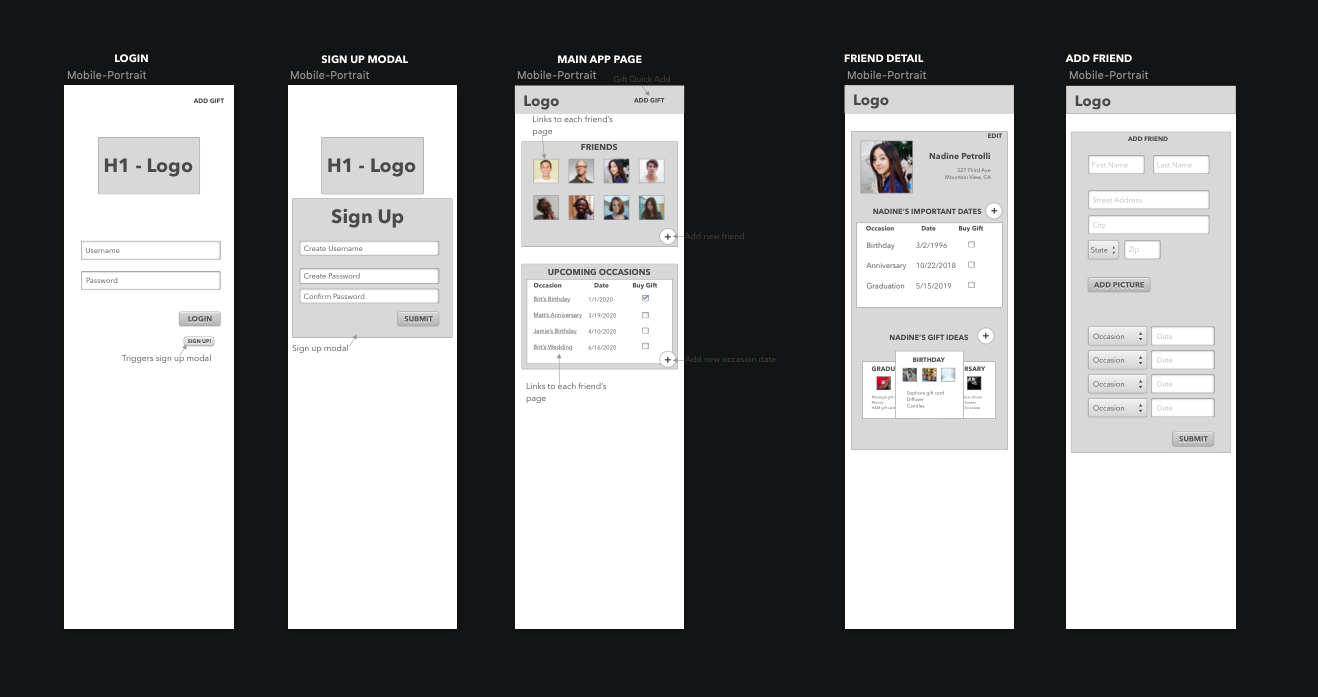 LOGIN
Mobile-Portrait
ADD GIFT
H1 - Logo
Username
Password
LOGIN
SIGN UP!
Triggers sign up modal
SIGN UP MODAL
Mobile-Portrait
H1 - Logo
Sign Up
Create Username
Create Password
Confirm Password
SUBMIT
Sign up modal
MAIN APP PAGE
Mobile-Portrait
Gift Quick Add
Logo
ADD GIFT
Links to each friend's
page
FRIENDS
+
Add new friend
UPCOMING OCCASIONS
Occasion Date Buy Gift
Brit's Birthday 1/1/2020
Matt's Anniversary 3/19/2020
Jamie's Birthday 4/10/2020
Brit's Wedding 6/16/2020
+
Add new occasion date
Links to each friend's
page
FRIEND DETAIL
Mobile-Portrait
Logo
EDIT
Nadine Petrolli
327 Third Ave
Mountain View, CA
NADINE'S IMPORTANT DATES +
Occasion Date Buy Gift
Birthday 3/2/1996
Anniversary 10/22/2018
Graduation 5/15/2019
NADINE'S GIFT IDEAS +
GRADU
Massage gift c
Money
H&M gift card
BIRTHDAY
Sephora gift card
Diffuser
Candles
RSARY
ADD FRIEND
Mobile-Portrait
Logo
ADD FRIEND
First Name Last Name
Street Address
City
State Zip
ADD PICTURE
Occasion Date
Occasion Date
Occasion Date
Occasion Date
SUBMIT